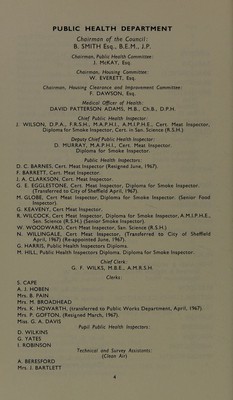 PUBLIC HEALTH DEPARTMENT
Chairman of the Council:
B. SMITH Esq., B.E.M., J.P.
Chairman, Public Health Committee:
J. McKAY, Esq.
Chairman, Housing Committee:
W. EVERETT, Esq.
Chairman, Housing Clearance and Improvement Committee:
F. DAWSON, Esq.
Medical Officer of Health:
DAVID PATTERSON ADAMS, M.B., Ch.B., D.P.H.
Chief Public Health Inspector:
J. WILSON, D.P.A., F.R.S.H., M.A.P.H.I., A.M.I.P.H.E., Cert. Meat Inspector,
Diploma for Smoke Inspector, Cert. in San. Science (R.S.H.)
Deputy Chief Public Health Inspector:
D. MURRAY, M.A.P.H.I., Cert. Meat Inspector.
Diploma for Smoke Inspector.
Public Health Inspectors:
D. C. BARNES, Cert. Meat Inspector (Resigned June, 1967).
F. BARRETT, Cert. Meat Inspector.
J. A. CLARKSON, Cert. Meat Inspector.
G. E. EGGLESTONE, Cert. Meat Inspector, Diploma for Smoke Inspector.
(Transferred to City of Sheffield April, 1967).
M. GLOBE, Cert. Meat Inspector, Diploma for Smoke Inspector. (Senior Food
Inspector).
G. KEAVENY, Cert. Meat Inspector.
R. WILCOCK, Cert. Meat Inspector, Diploma for Smoke Inspector, A.M.I.P.H.E.,
San. Science (R.S.H.) (Senior Smoke Inspector).
W. WOODWARD, Cert. Meat Inspector, San. Science (R.S.H.)
N. WILLINGALE, Cert. Meat Inspector, (Transferred to City of Sheffield
April, 1967) (Re-appointed June, 1967).
G. HARRIS, Public Health Inspectors Diploma.
M. HILL, Public Health Inspectors Diploma. Diploma for Smoke Inspector.
Chief Clerk:
G. F. WILKS, M.B.E., A.M.R.S.H.
Clerks:
S. CAPE
A. J. HOBEN
Mrs. B. PAIN
Mrs. M. BROADHEAD
Mrs. K. HOWARTH, (transferred to Public Works Department, April, 1967).
Mrs. P. GOFTON, (Resigned March, 1967).
Miss. G. A. DAVIS
Pupil Public Health Inspectors:
D. WILKINS
G. YATES
I. ROBINSON
Technical and Survey Assistants:
(Clean Air)
A. BERESFORD
Mrs. J. BARTLETT
4